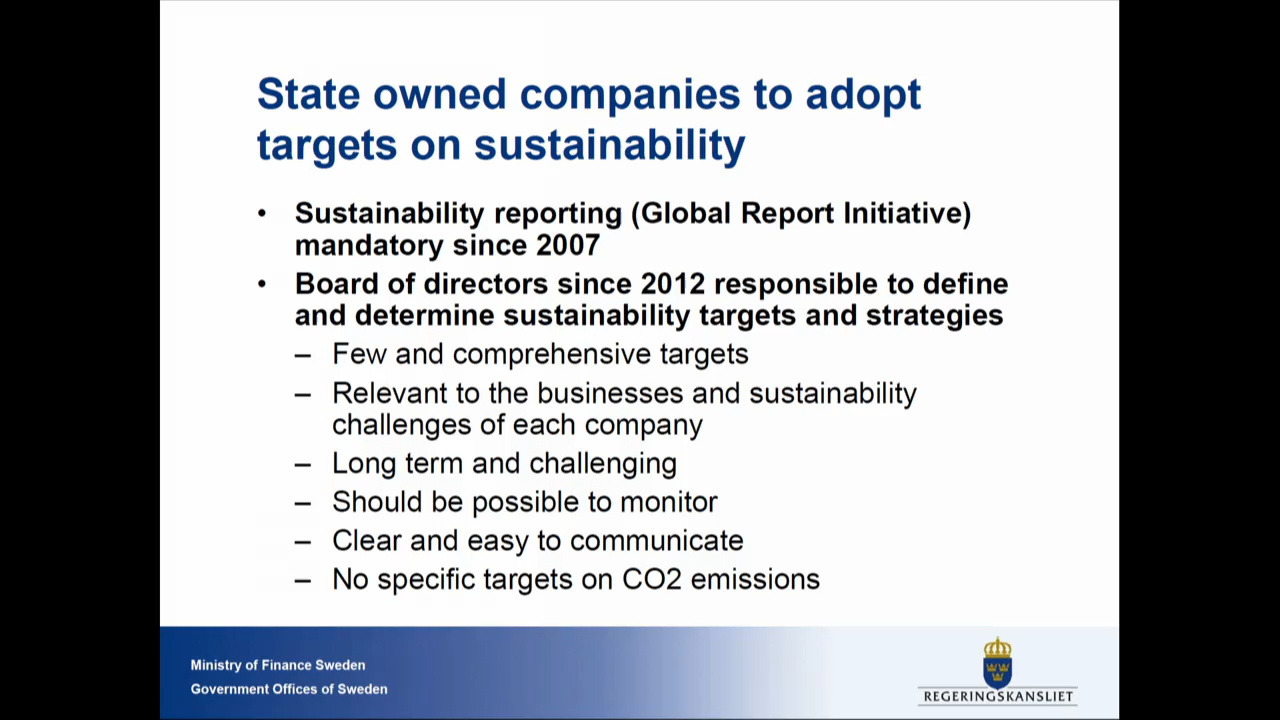 State owned companies to adopt
targets on sustainability
• Sustainability reporting (Global Report Initiative)
mandatory since 2007
• Board of directors since 2012 responsible to define
and determine sustainability targets and strategies
– Few and comprehensive targets
– Relevant to the businesses and sustainability
challenges of each company
– Long term and challenging
– Should be possible to monitor
– Clear and easy to communicate
– No specific targets on CO2 emissions
Ministry of Finance Sweden
Government Offices of Sweden
REGERINGSKANSLIET